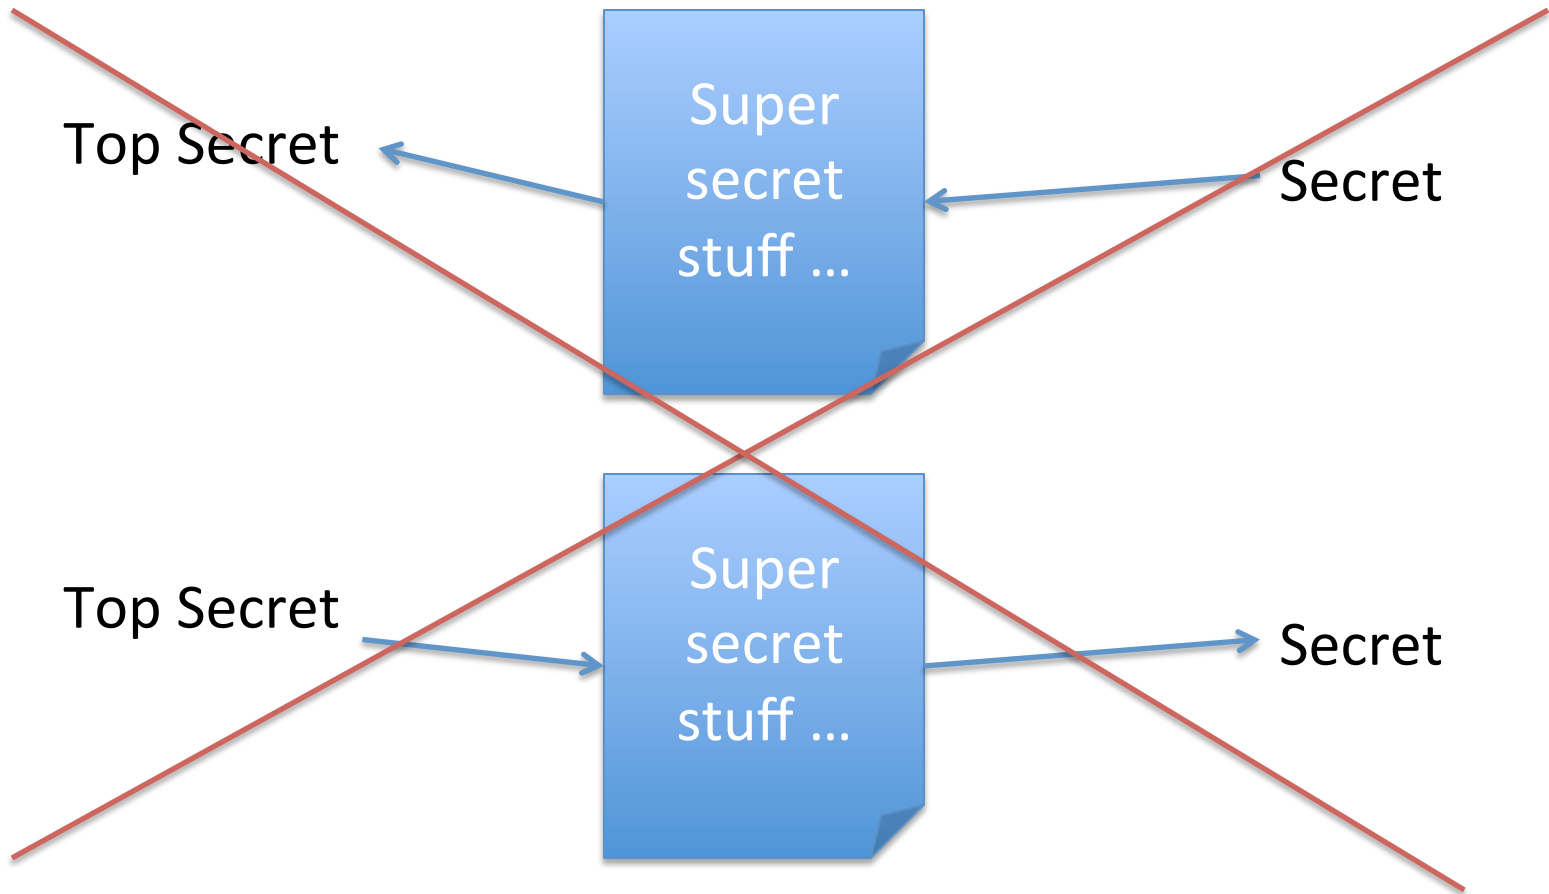 Top Secret
Super
secret
stuff ...
Secret
Top Secret
Super
secret
stuff ...
Secret